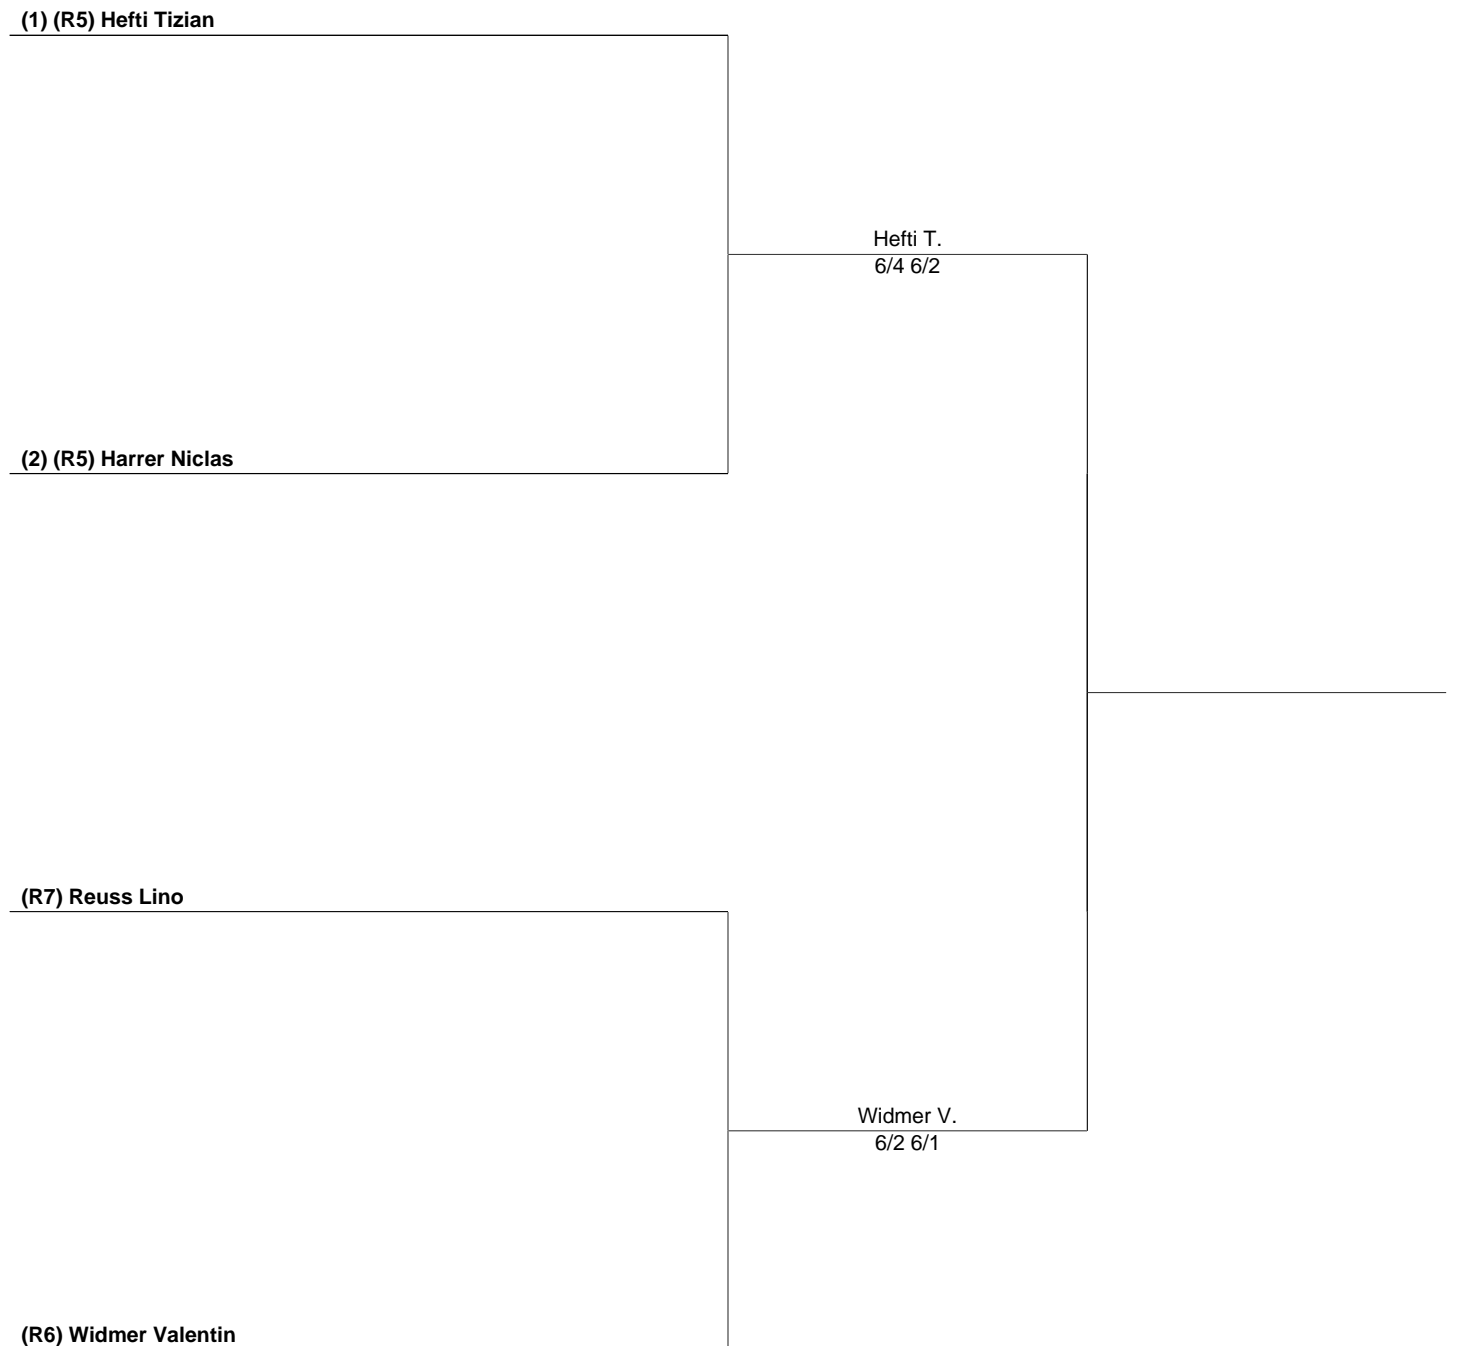 (1) (R5) Hefti Tizian
Hefti T.
6/4 6/2
(2) (R5) Harrer Niclas
(R7) Reuss Lino
Widmer V.
6/2 6/1
(R6) Widmer Valentin